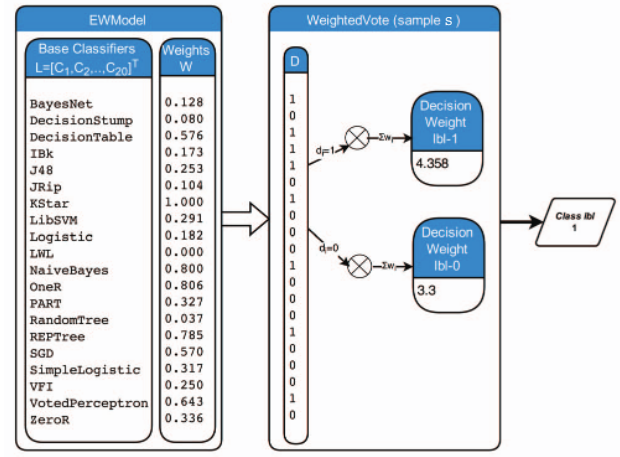 EWModel
Base Classifiers
L=[C1,C2,..,C20]T
Weights
W
BayesNet 0.128
DecisionStump 0.080
DecisionTable 0.576
IBk 0.173
J48 0.253
JRip 0.104
KStar 1.000
LibSVM 0.291
Logistic 0.182
LWL 0.000
NaiveBayes 0.800
OneR 0.806
PART 0.327
RandomTree 0.037
REPTree 0.785
SGD 0.570
SimpleLogistic 0.317
VFI 0.250
VotedPerceptron 0.643
ZeroR 0.336
WeightedVote (sample s )
D
1
0
1
1
1
0
1
0
0
0
1
0
0
0
1
0
0
0
1
0
di=1
Σwi
Decision
Weight
lbl-1
4.358
di=0
Σwi
Decision
Weight
lbl-0
3.3
Class lbl
1